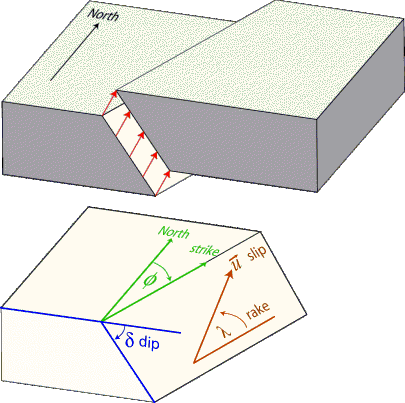 North
North
strike
ϕ
u̅ slip
δ dip
λ rake